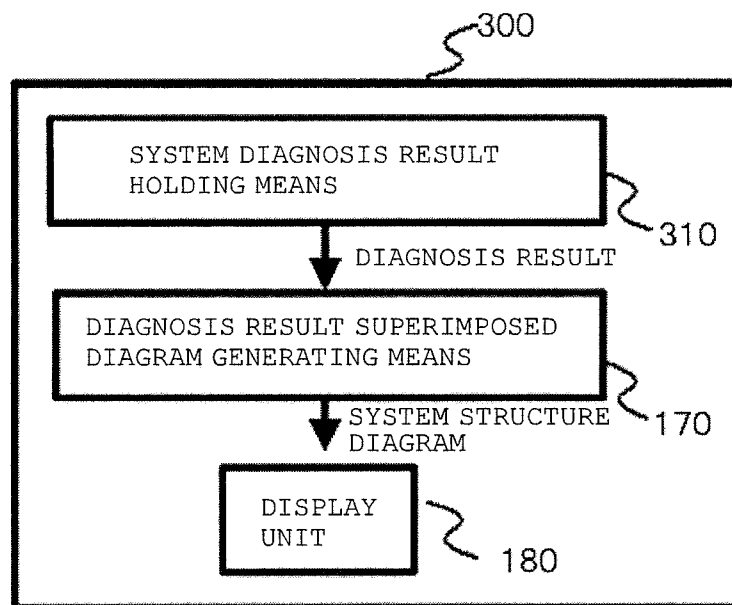 300
SYSTEM DIAGNOSIS RESULT
HOLDING MEANS
310
DIAGNOSIS RESULT
DIAGNOSIS RESULT SUPERIMPOSED
DIAGRAM GENERATING MEANS
170
SYSTEM STRUCTURE
DIAGRAM
DISPLAY
UNIT
180